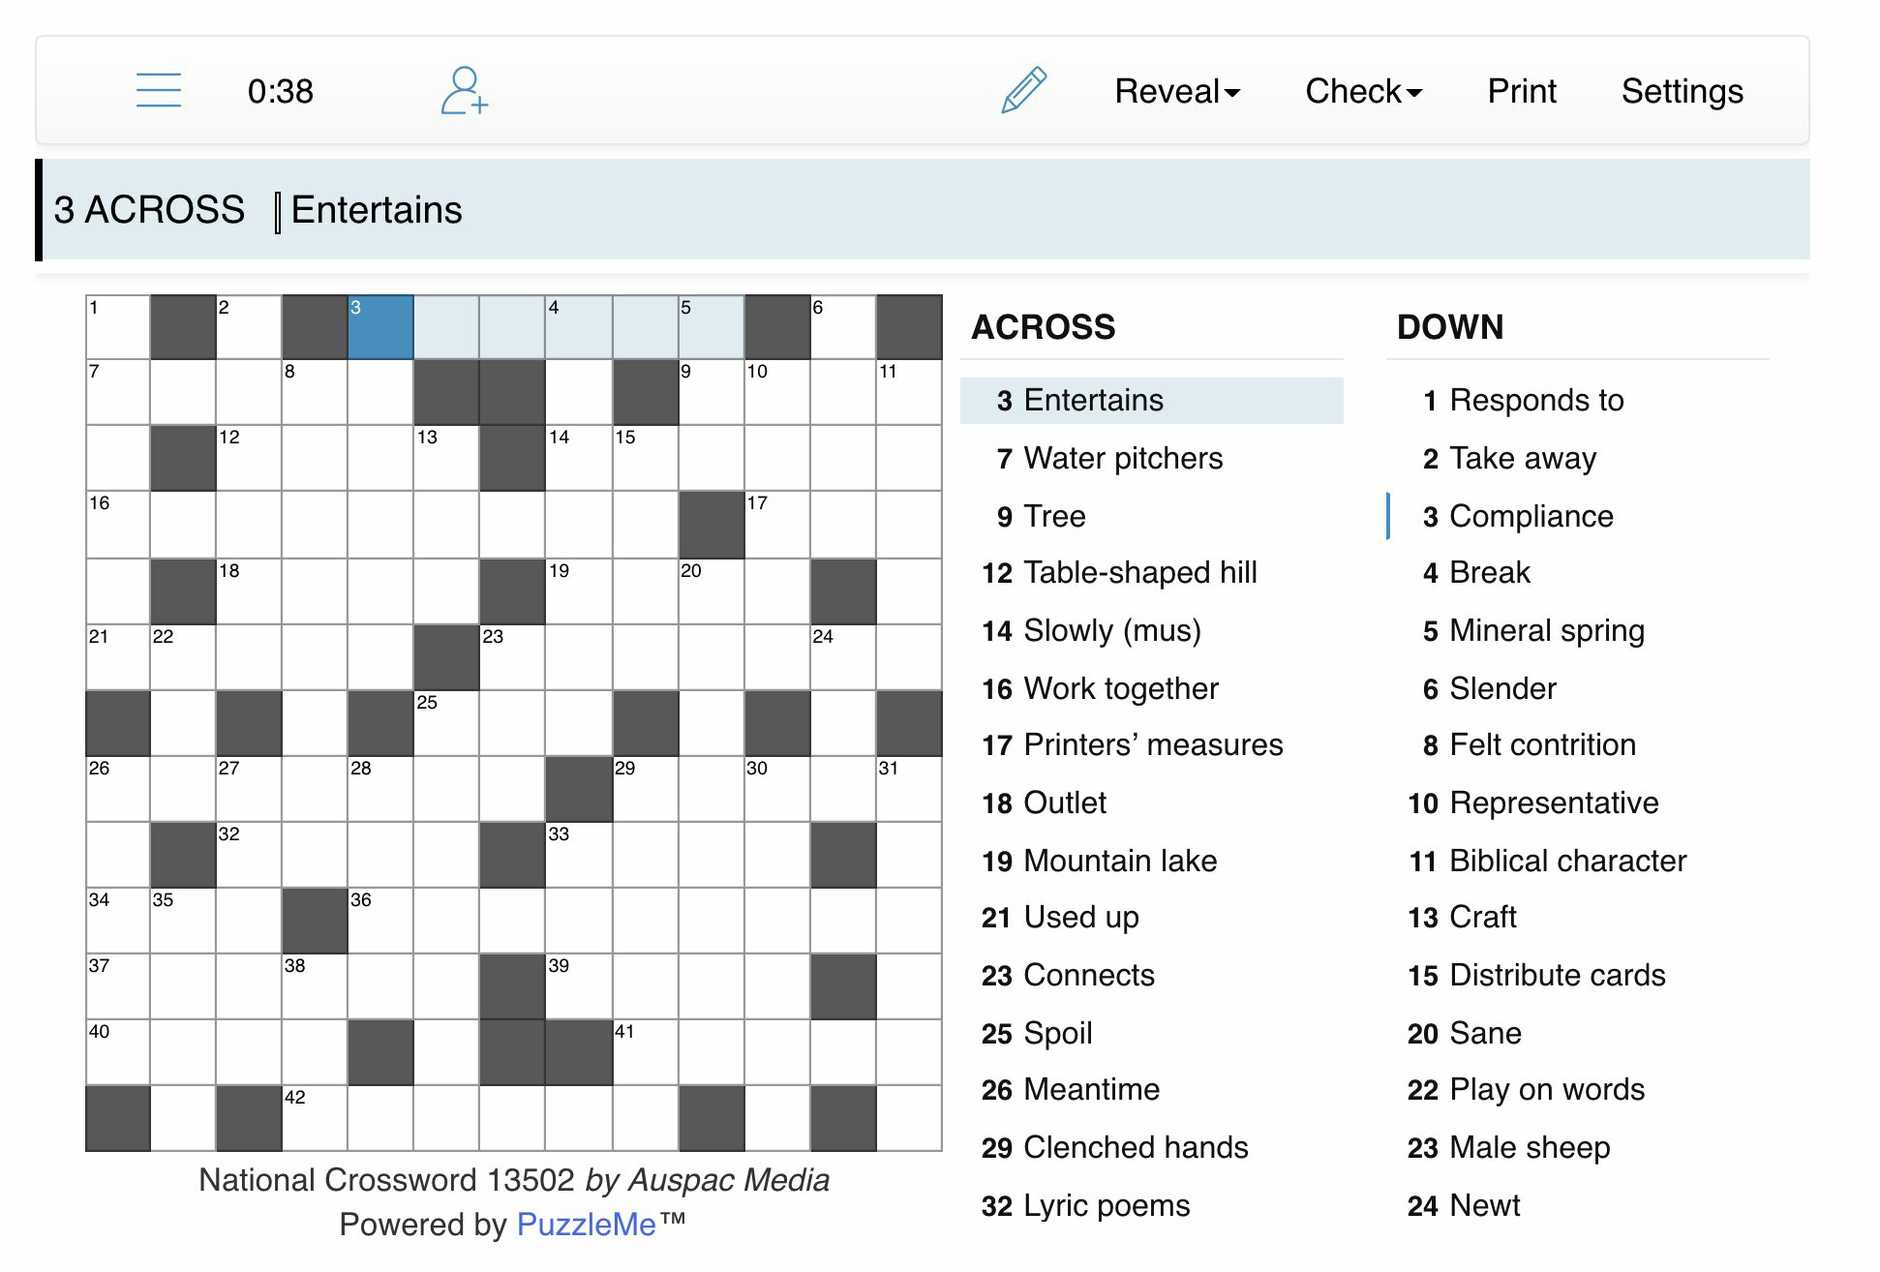 0:38 Reveal Check Print Settings
3 ACROSS Entertains
1 2 3 4 5 6
7 8 9 10 11
12 13 14 15
16 17
18 19 20
21 22 23 24
25
26 27 28 29 30 31
32 33
34 35 36
37 38 39
40 41
42
National Crossword 13502 by Auspac Media
Powered by PuzzleMe™
ACROSS
3 Entertains
7 Water pitchers
9 Tree
12 Table-shaped hill
14 Slowly (mus)
16 Work together
17 Printers’ measures
18 Outlet
19 Mountain lake
21 Used up
23 Connects
25 Spoil
26 Meantime
29 Clenched hands
32 Lyric poems
DOWN
1 Responds to
2 Take away
3 Compliance
4 Break
5 Mineral spring
6 Slender
8 Felt contrition
10 Representative
11 Biblical character
13 Craft
15 Distribute cards
20 Sane
22 Play on words
23 Male sheep
24 Newt